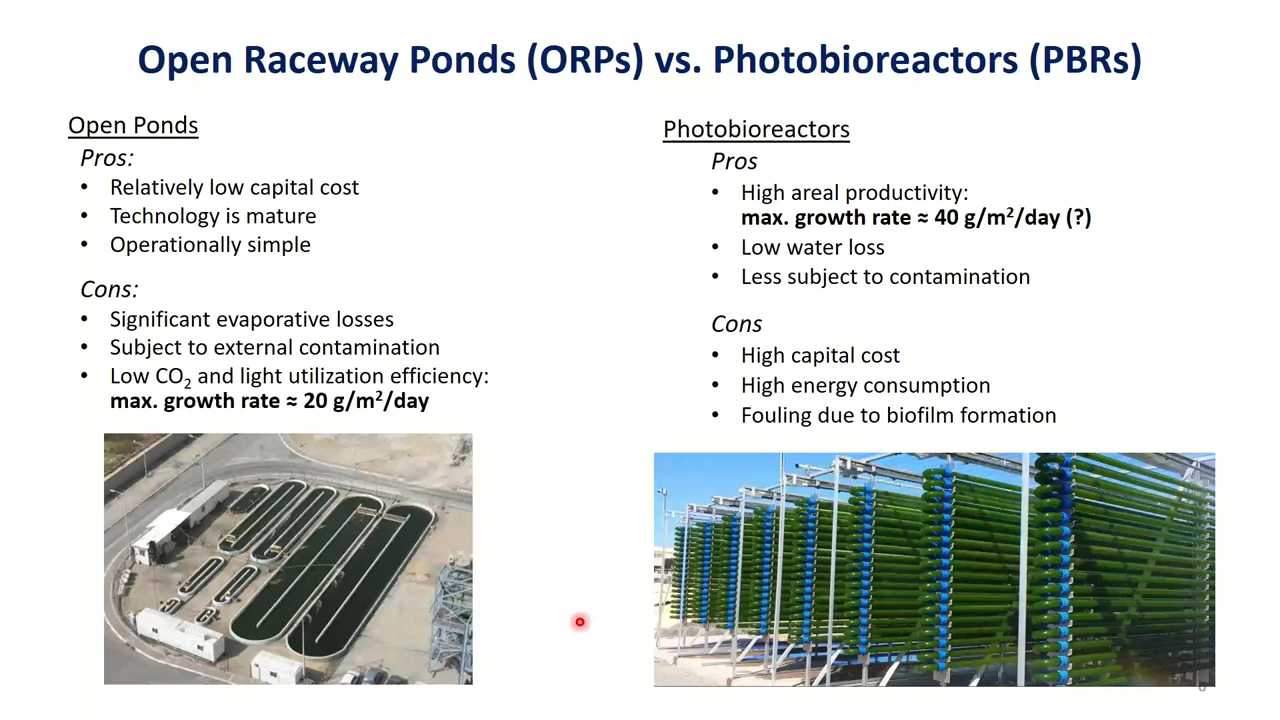 Open Raceway Ponds (ORPs) vs. Photobioreactors (PBRs)
Open Ponds
Pros:
• Relatively low capital cost
• Technology is mature
• Operationally simple
Cons:
• Significant evaporative losses
• Subject to external contamination
• Low CO₂ and light utilization efficiency:
max. growth rate ≈ 20 g/m²/day
Photobioreactors
Pros
• High areal productivity:
max. growth rate ≈ 40 g/m²/day (?)
• Low water loss
• Less subject to contamination
Cons
• High capital cost
• High energy consumption
• Fouling due to biofilm formation
6